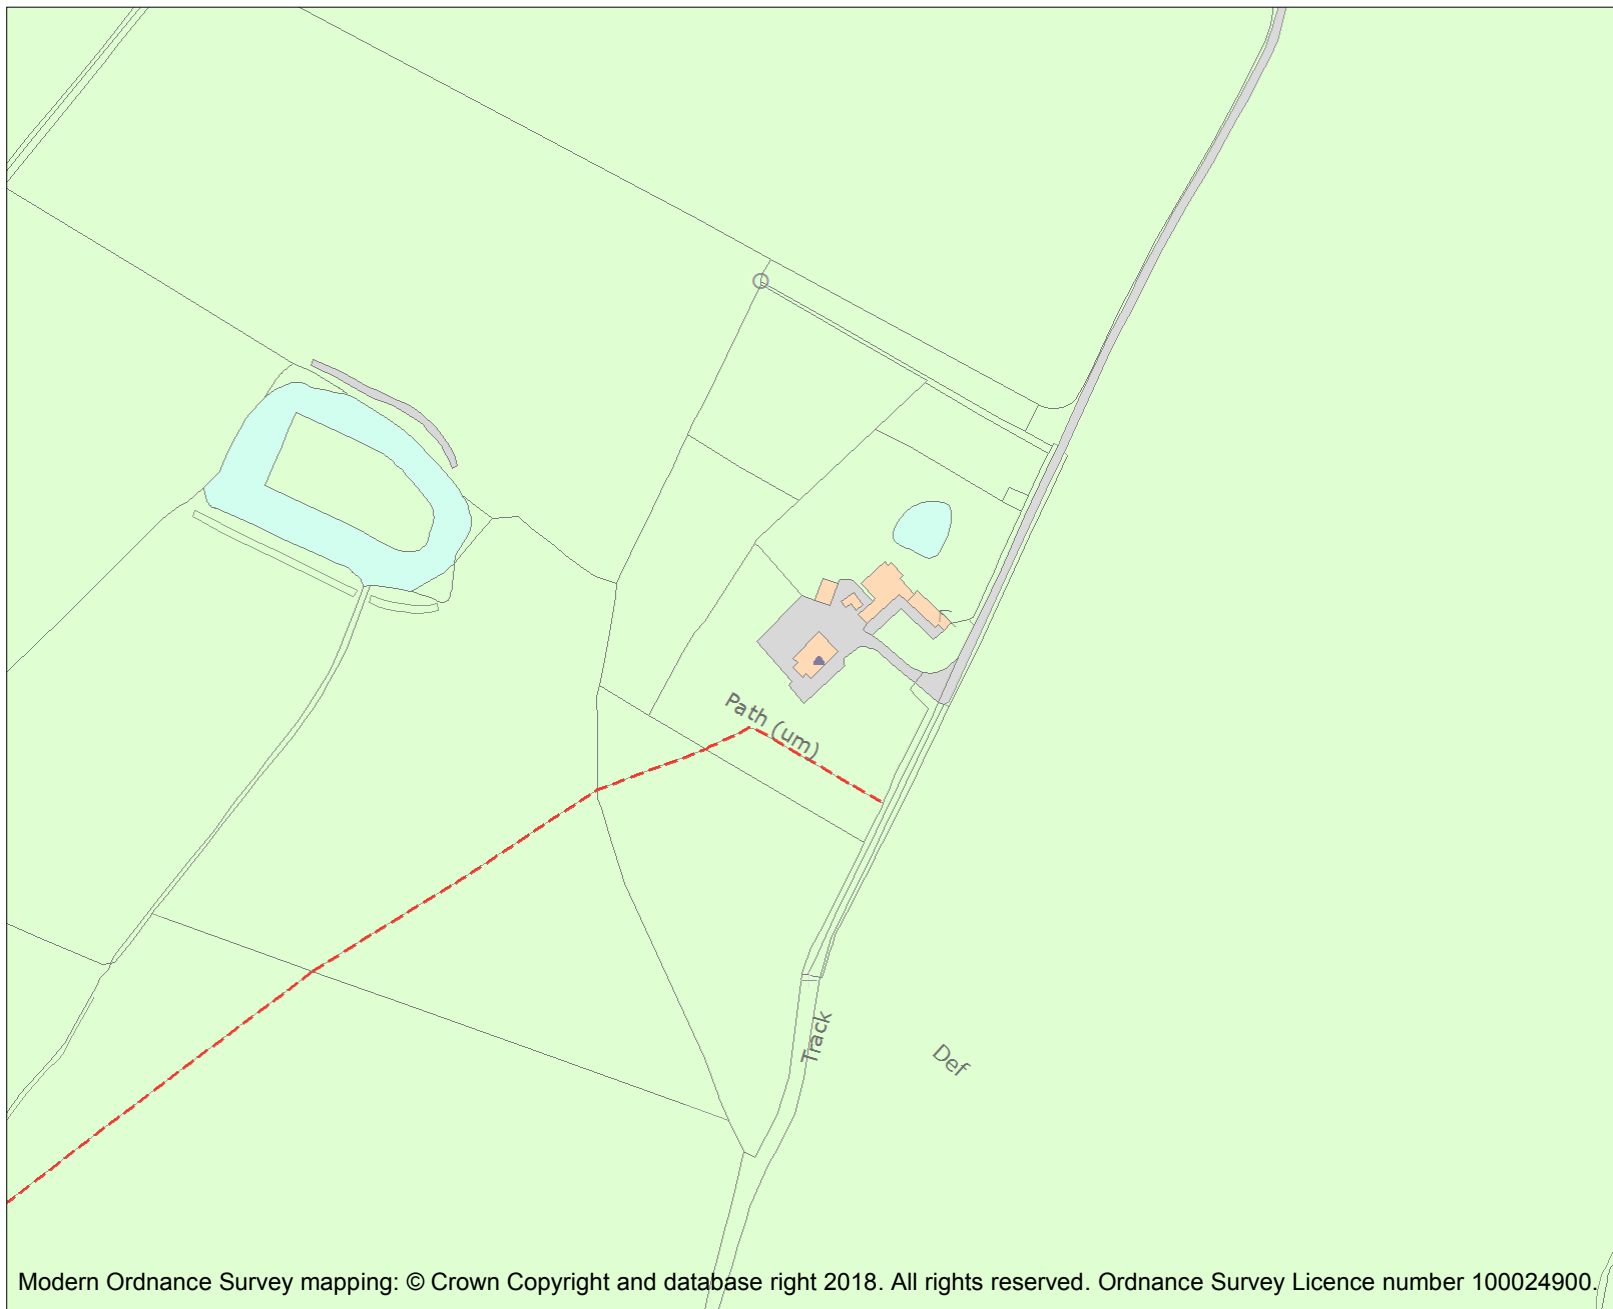 Path (um)
Track
Def
Modern Ordnance Survey mapping: © Crown Copyright and database right 2018. All rights reserved. Ordnance Survey Licence number 100024900.